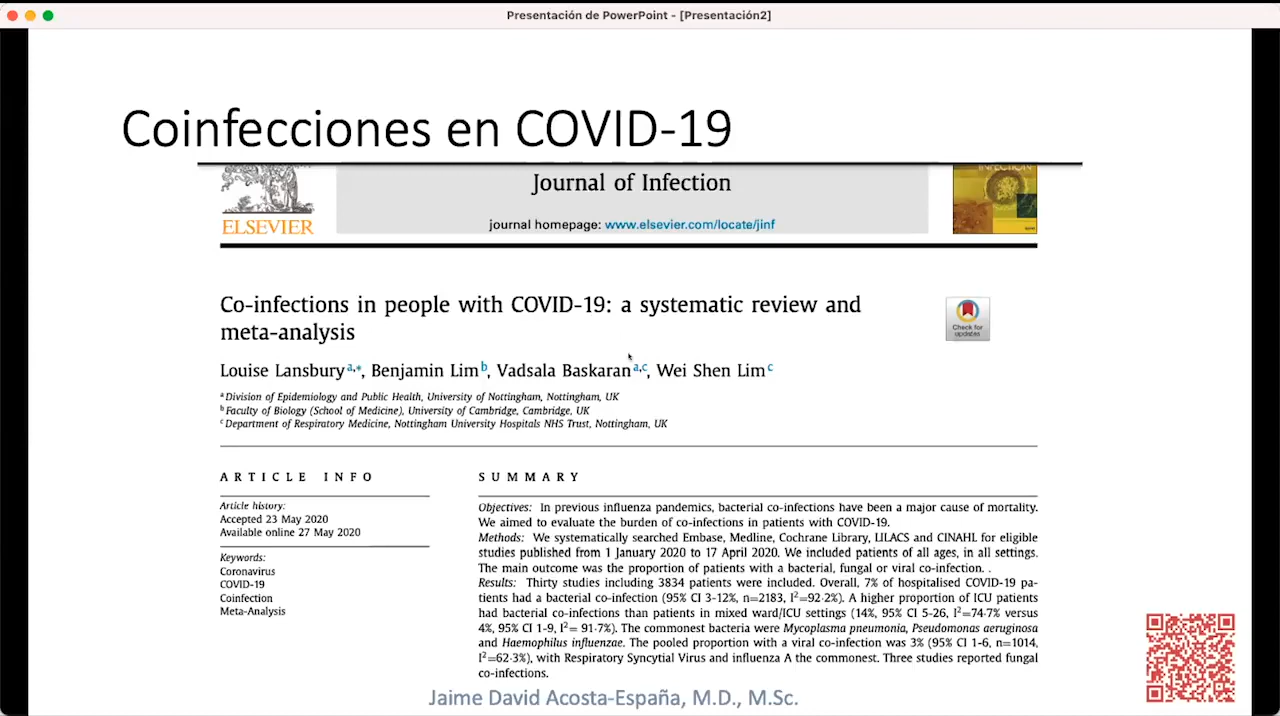 Presentación de PowerPoint - [Presentación2]
Coinfecciones en COVID-19
Journal of Infection
INFECTION
journal homepage: www.elsevier.com/locate/jinf
ELSEVIER
Co-infections in people with COVID-19: a systematic review and
meta-analysis
Check for
updates
Louise Lansbury a,*, Benjamin Lim b, Vadsala Baskaran a,c, Wei Shen Lim c
a Division of Epidemiology and Public Health, University of Nottingham, Nottingham, UK
b Faculty of Biology (School of Medicine), University of Cambridge, Cambridge, UK
c Department of Respiratory Medicine, Nottingham University Hospitals NHS Trust, Nottingham, UK
ARTICLE INFO
Article history:
Accepted 23 May 2020
Available online 27 May 2020
Keywords:
Coronavirus
COVID-19
Coinfection
Meta-Analysis
SUMMARY
Objectives: In previous influenza pandemics, bacterial co-infections have been a major cause of mortality.
We aimed to evaluate the burden of co-infections in patients with COVID-19.
Methods: We systematically searched Embase, Medline, Cochrane Library, LILACS and CINAHL for eligible
studies published from 1 January 2020 to 17 April 2020. We included patients of all ages, in all settings.
The main outcome was the proportion of patients with a bacterial, fungal or viral co-infection. .
Results: Thirty studies including 3834 patients were included. Overall, 7% of hospitalised COVID-19 pa-
tients had a bacterial co-infection (95% CI 3-12%, n=2183, I²=92·2%). A higher proportion of ICU patients
had bacterial co-infections than patients in mixed ward/ICU settings (14%, 95% CI 5-26, I²=74·7% versus
4%, 95% CI 1-9, I²= 91·7%). The commonest bacteria were Mycoplasma pneumonia, Pseudomonas aeruginosa
and Haemophilus influenzae. The pooled proportion with a viral co-infection was 3% (95% CI 1-6, n=1014,
I²=62·3%), with Respiratory Syncytial Virus and influenza A the commonest. Three studies reported fungal
co-infections.
Jaime David Acosta-España, M.D., M.Sc.